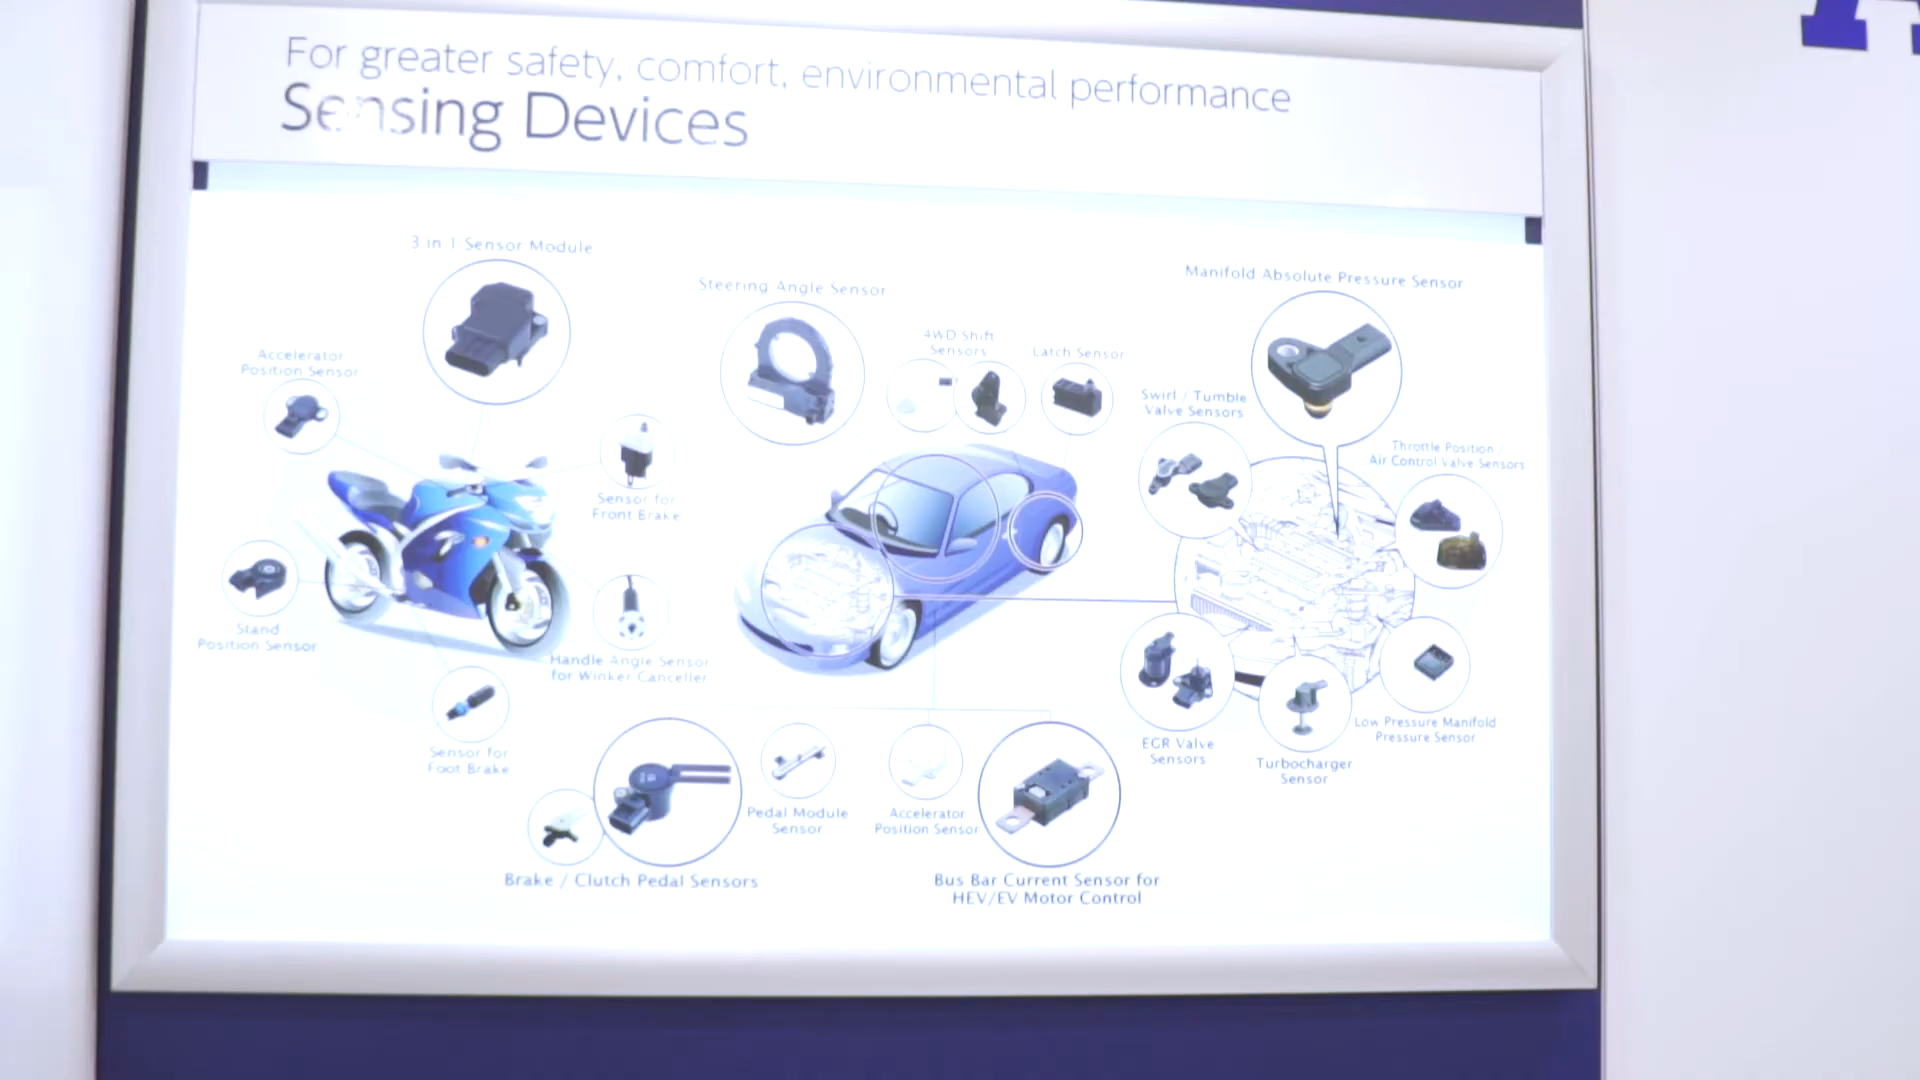 For greater safety, comfort, environmental performance
Sensing Devices
3 in 1 Sensor Module
Accelerator
Position Sensor
Sensor for
Front Brake
Stand
Position Sensor
Handle Angle Sensor
for Winker Canceller
Sensor for
Foot Brake
Steering Angle Sensor
4WD Shift
Sensors
Latch Sensor
Brake / Clutch Pedal Sensors
Pedal Module
Sensor
Accelerator
Position Sensor
Bus Bar Current Sensor for
HEV/EV Motor Control
Manifold Absolute Pressure Sensor
Swirl / Tumble
Valve Sensors
Throttle Position /
Air Control Valve Sensors
EGR Valve
Sensors
Turbocharger
Sensor
Low Pressure Manifold
Pressure Sensor